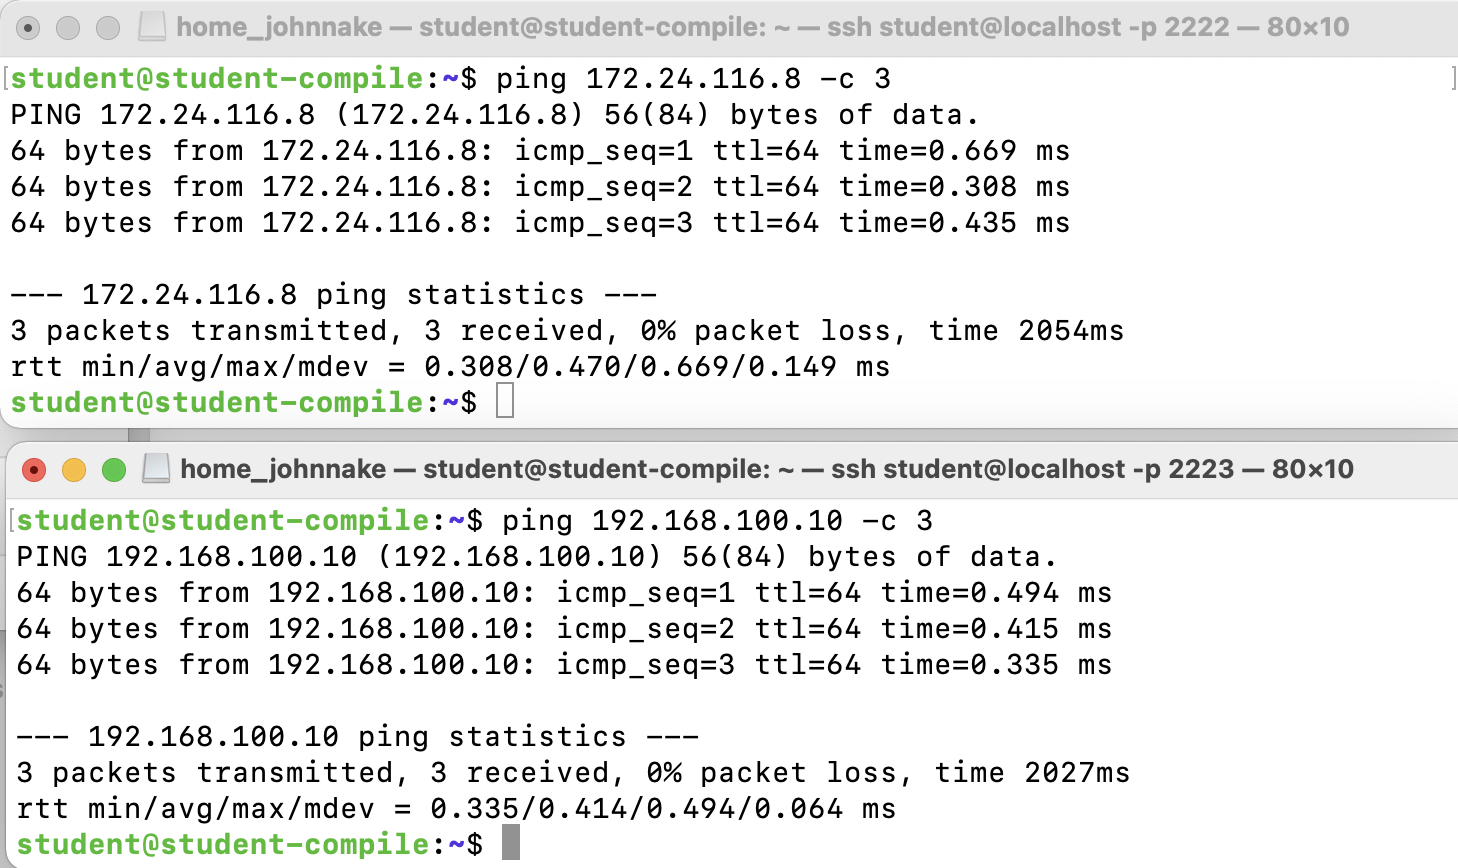 home_johnnake — student@student-compile: ~ — ssh student@localhost -p 2222 — 80×10
[student@student-compile:~$ ping 172.24.116.8 -c 3 ]
PING 172.24.116.8 (172.24.116.8) 56(84) bytes of data.
64 bytes from 172.24.116.8: icmp_seq=1 ttl=64 time=0.669 ms
64 bytes from 172.24.116.8: icmp_seq=2 ttl=64 time=0.308 ms
64 bytes from 172.24.116.8: icmp_seq=3 ttl=64 time=0.435 ms
--- 172.24.116.8 ping statistics ---
3 packets transmitted, 3 received, 0% packet loss, time 2054ms
rtt min/avg/max/mdev = 0.308/0.470/0.669/0.149 ms
student@student-compile:~$
home_johnnake — student@student-compile: ~ — ssh student@localhost -p 2223 — 80×10
[student@student-compile:~$ ping 192.168.100.10 -c 3
PING 192.168.100.10 (192.168.100.10) 56(84) bytes of data.
64 bytes from 192.168.100.10: icmp_seq=1 ttl=64 time=0.494 ms
64 bytes from 192.168.100.10: icmp_seq=2 ttl=64 time=0.415 ms
64 bytes from 192.168.100.10: icmp_seq=3 ttl=64 time=0.335 ms
--- 192.168.100.10 ping statistics ---
3 packets transmitted, 3 received, 0% packet loss, time 2027ms
rtt min/avg/max/mdev = 0.335/0.414/0.494/0.064 ms
student@student-compile:~$